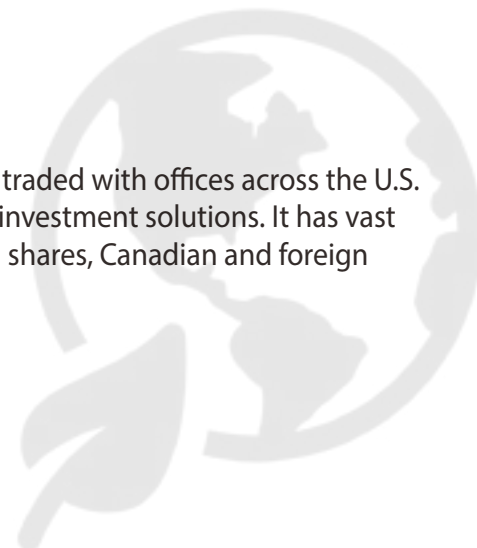 traded with offices across the U.S.
investment solutions. It has vast
shares, Canadian and foreign